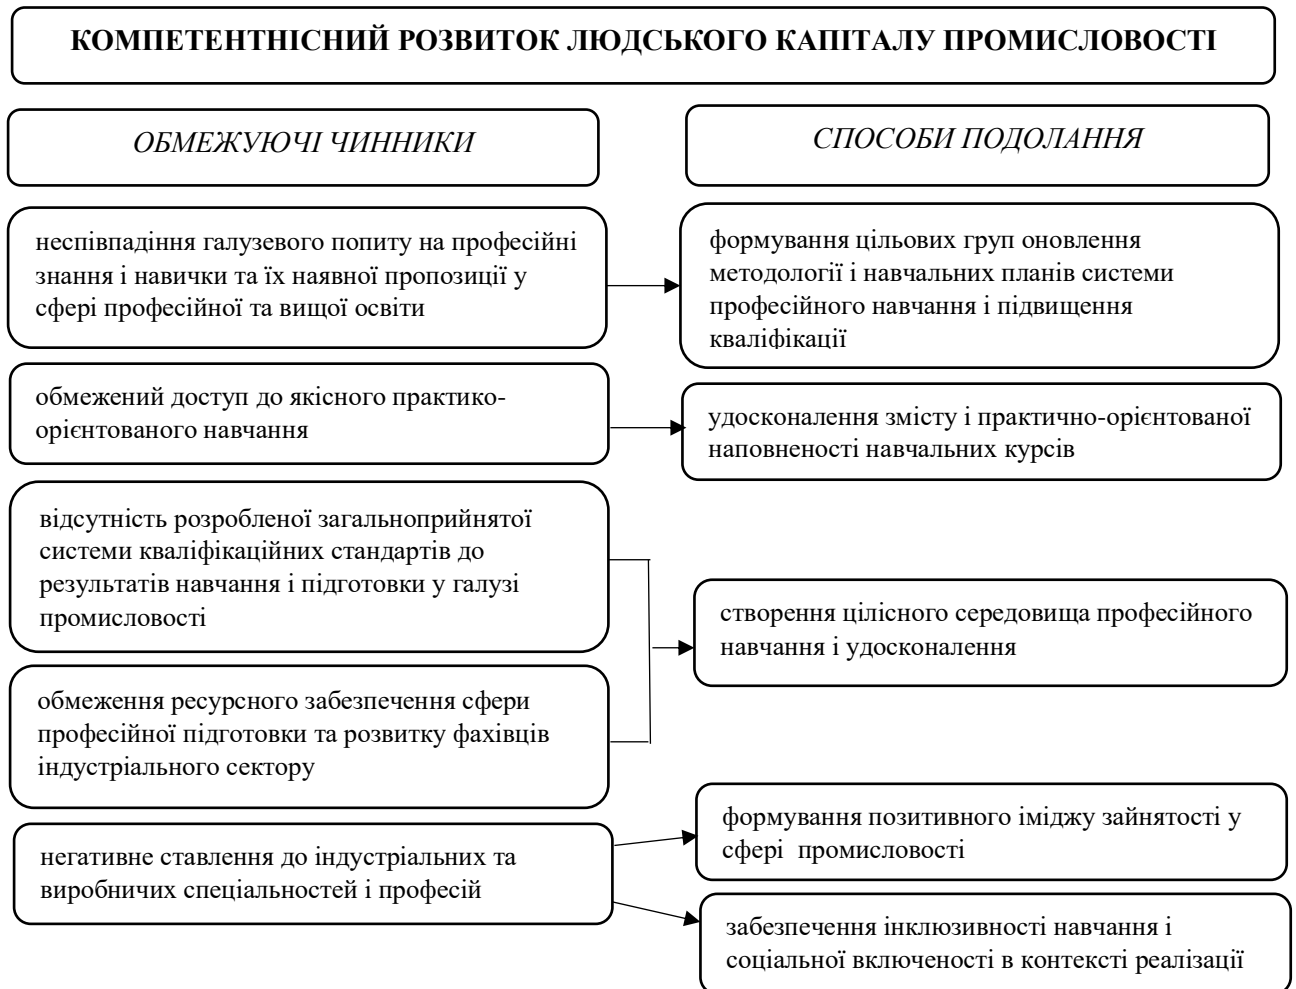 КОМПЕТЕНТНІСНИЙ РОЗВИТОК ЛЮДСЬКОГО КАПІТАЛУ ПРОМИСЛОВОСТІ
ОБМЕЖУЮЧІ ЧИННИКИ
СПОСОБИ ПОДОЛАННЯ
неспівпадіння галузевого попиту на професійні
знання і навички та їх наявної пропозиції у
сфері професійної та вищої освіти
формування цільових груп оновлення
методології і навчальних планів системи
професійного навчання і підвищення
кваліфікації
обмежений доступ до якісного практико-
орієнтованого навчання
удосконалення змісту і практично-орієнтованої
наповненості навчальних курсів
відсутність розробленої загальноприйнятої
системи кваліфікаційних стандартів до
результатів навчання і підготовки у галузі
промисловості
обмеження ресурсного забезпечення сфери
професійної підготовки та розвитку фахівців
індустріального сектору
створення цілісного середовища професійного
навчання і удосконалення
негативне ставлення до індустріальних та
виробничих спеціальностей і професій
формування позитивного іміджу зайнятості у
сфері промисловості
забезпечення інклюзивності навчання і
соціальної включеності в контексті реалізації